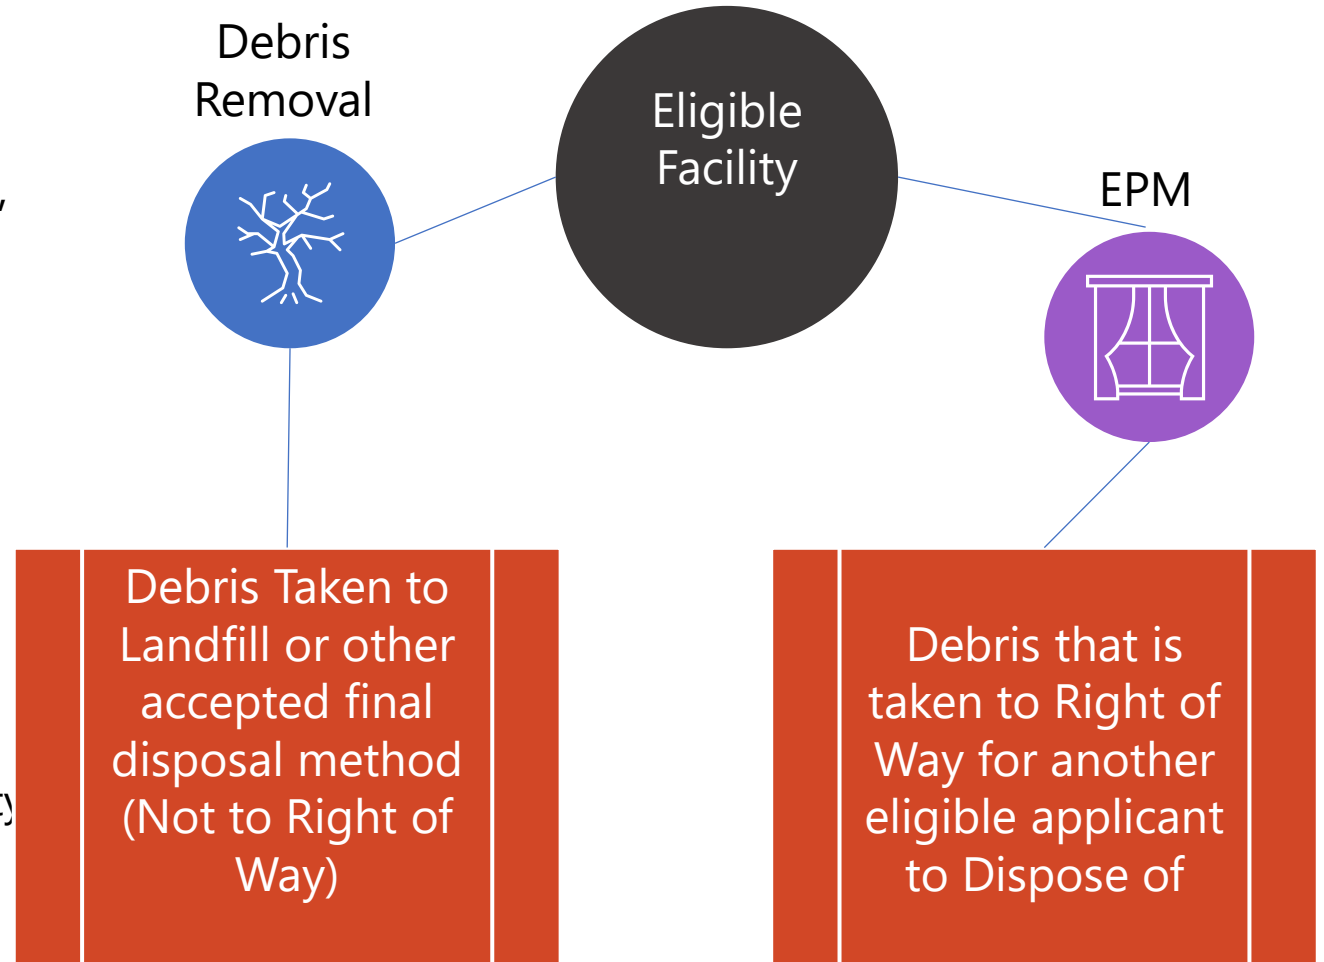 Debris
Removal
Eligible
Facility
EPM
Debris Taken to
Landfill or other
accepted final
disposal method
(Not to Right of
Way)
Debris that is
taken to Right of
Way for another
eligible applicant
to Dispose of